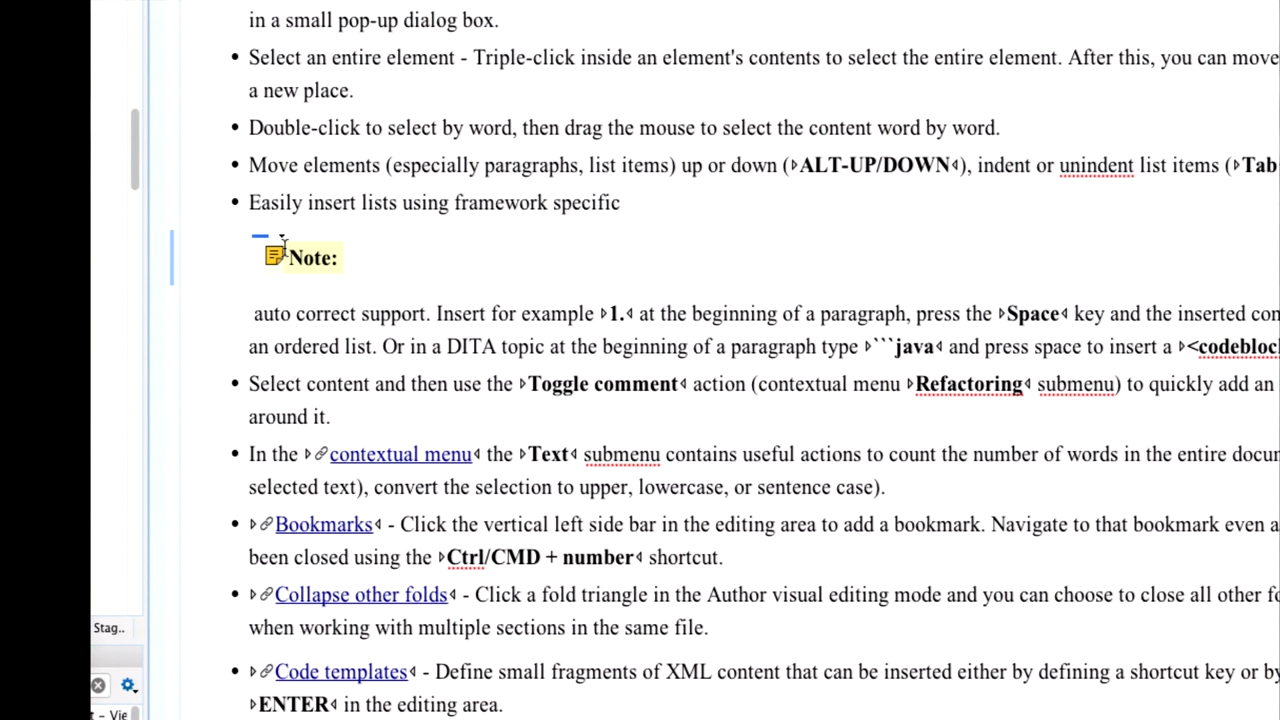 in a small pop-up dialog box.
• Select an entire element - Triple-click inside an element's contents to select the entire element. After this, you can move
a new place.
• Double-click to select by word, then drag the mouse to select the content word by word.
• Move elements (especially paragraphs, list items) up or down (ALT-UP/DOWN), indent or unindent list items (Tab
• Easily insert lists using framework specific
Note:
auto correct support. Insert for example 1. at the beginning of a paragraph, press the Space key and the inserted con
an ordered list. Or in a DITA topic at the beginning of a paragraph type ```java and press space to insert a <codebloc
• Select content and then use the Toggle comment action (contextual menu Refactoring submenu) to quickly add an
around it.
• In the contextual menu the Text submenu contains useful actions to count the number of words in the entire docu
selected text), convert the selection to upper, lowercase, or sentence case).
• Bookmarks - Click the vertical left side bar in the editing area to add a bookmark. Navigate to that bookmark even a
been closed using the Ctrl/CMD + number shortcut.
• Collapse other folds - Click a fold triangle in the Author visual editing mode and you can choose to close all other fo
when working with multiple sections in the same file.
Stag..
• Code templates - Define small fragments of XML content that can be inserted either by defining a shortcut key or by
ENTER in the editing area.
- Vie